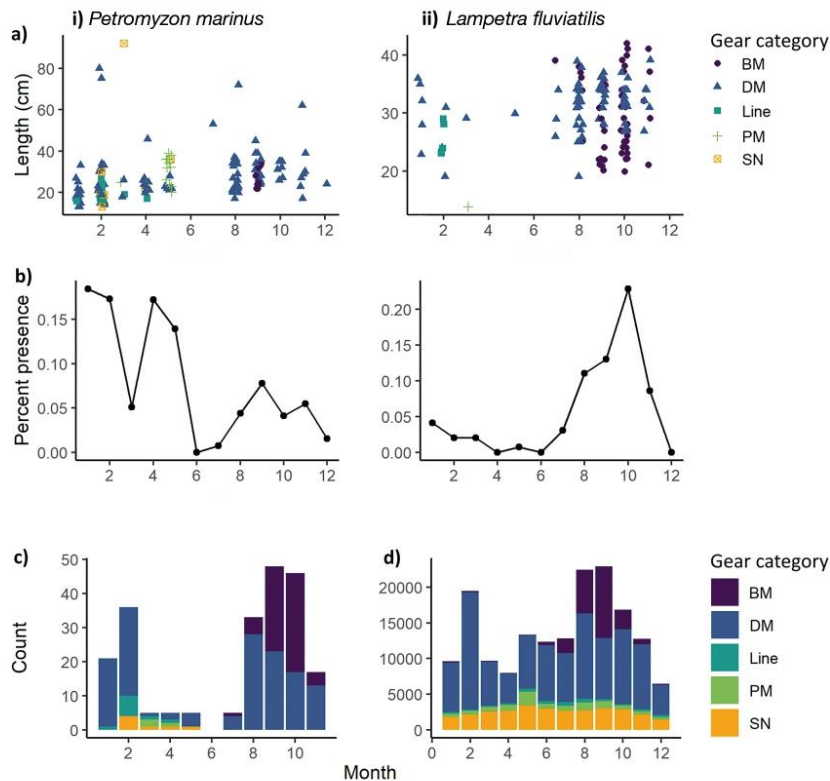 i) Petromyzon marinus
ii) Lampetra fluviatilis
a)
Length (cm)
80
60
40
20
2 4 6 8 10 12
40
30
20
2 4 6 8 10 12
Gear category
BM
DM
Line
PM
SN
b)
Percent presence
0.15
0.10
0.05
0.00
2 4 6 8 10 12
0.20
0.15
0.10
0.05
0.00
2 4 6 8 10 12
c)
Count
50
40
30
20
10
0
2 4 6 8 10
d)
20000
15000
10000
5000
0
0 2 4 6 8 10 12
Month
Gear category
BM
DM
Line
PM
SN